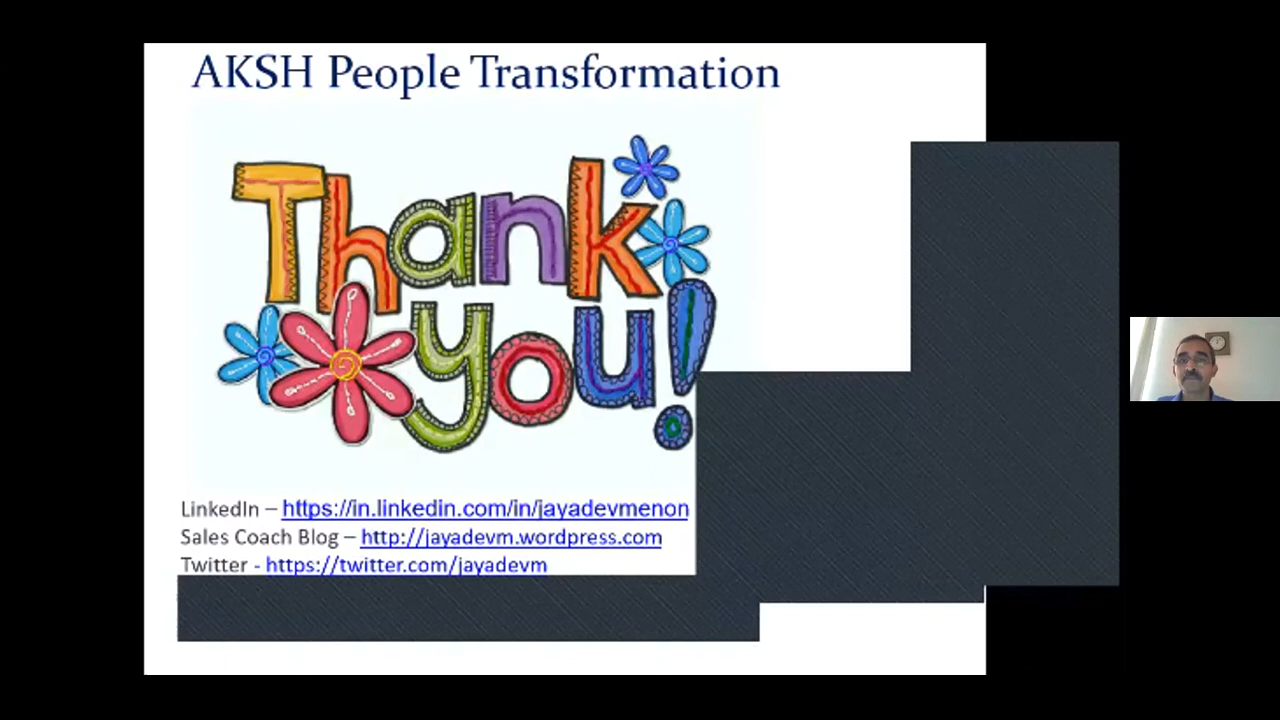 AKSH People Transformation
Thank
you!
LinkedIn – https://in.linkedin.com/in/jayadevmenon
Sales Coach Blog – http://jayadevm.wordpress.com
Twitter - https://twitter.com/jayadevm